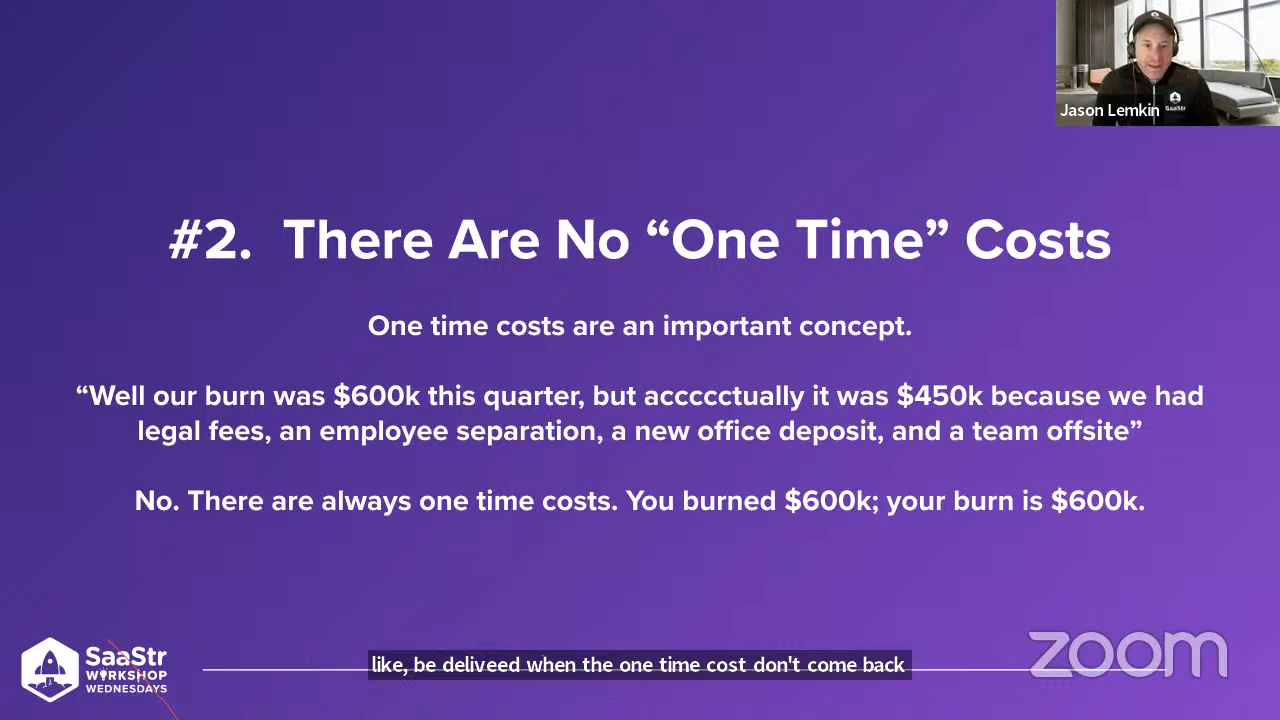 Jason Lemkin
SaaStr
#2. There Are No “One Time” Costs
One time costs are an important concept.
“Well our burn was $600k this quarter, but acccccctually it was $450k because we had
legal fees, an employee separation, a new office deposit, and a team offsite”
No. There are always one time costs. You burned $600k; your burn is $600k.
SaaStr
WORKSHOP
WEDNESDAYS
like, be deliveed when the one time cost don't come back
zoom